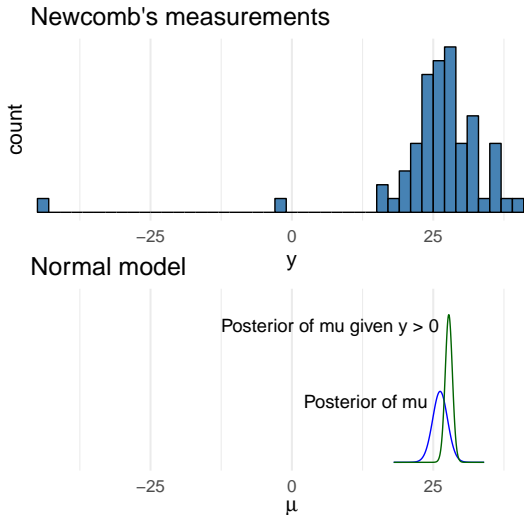 Newcomb's measurements
count
−25 0 25
y
Normal model
Posterior of mu given y > 0
Posterior of mu
−25 0 25
μ